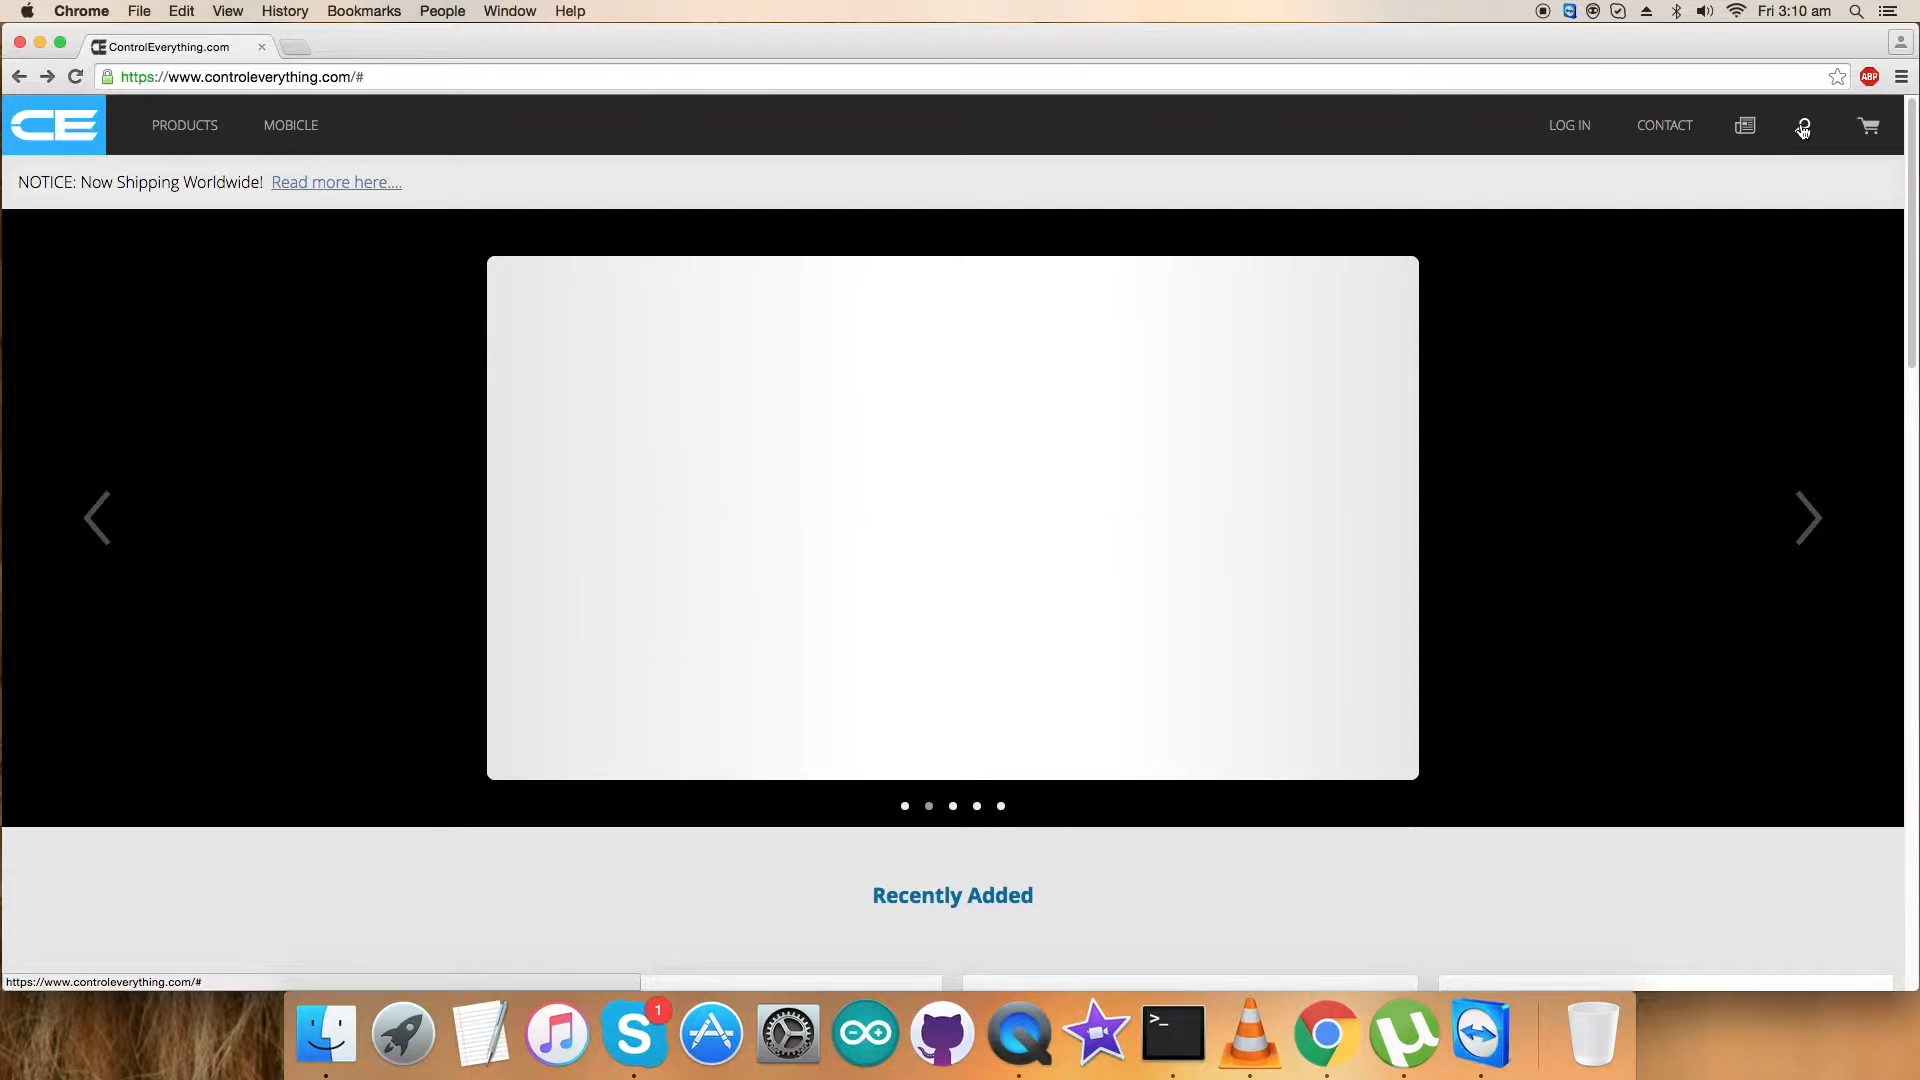 Chrome File Edit View History Bookmarks People Window Help Fri 3:10 am
CE ControlEverything.com
https://www.controleverything.com/# ABP
CE PRODUCTS MOBICLE LOG IN CONTACT
NOTICE: Now Shipping Worldwide! Read more here....
Recently Added
https://www.controleverything.com/#
S 1 >_ µ